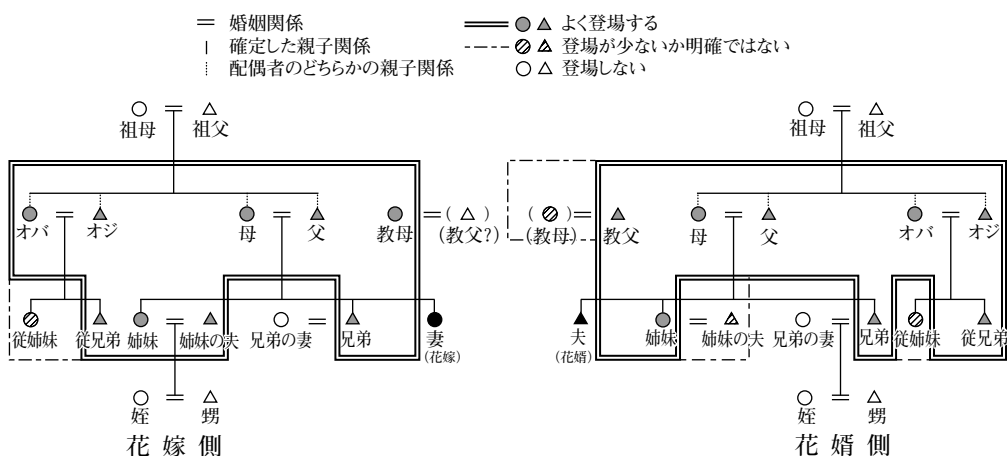 婚姻関係
確定した親子関係
配偶者のどちらかの親子関係
よく登場する
登場が少ないか明確ではない
登場しない
祖母 祖父
オバ オジ 母 父 教母 (教父?)
従姉妹 従兄弟 姉妹 姉妹の夫 兄弟の妻 兄弟 妻
(花嫁)
姪 甥
花嫁側
祖母 祖父
(教母) 教父 母 父 オバ オジ
夫 姉妹 姉妹の夫 兄弟の妻 兄弟 従姉妹 従兄弟
(花婿)
姪 甥
花婿側